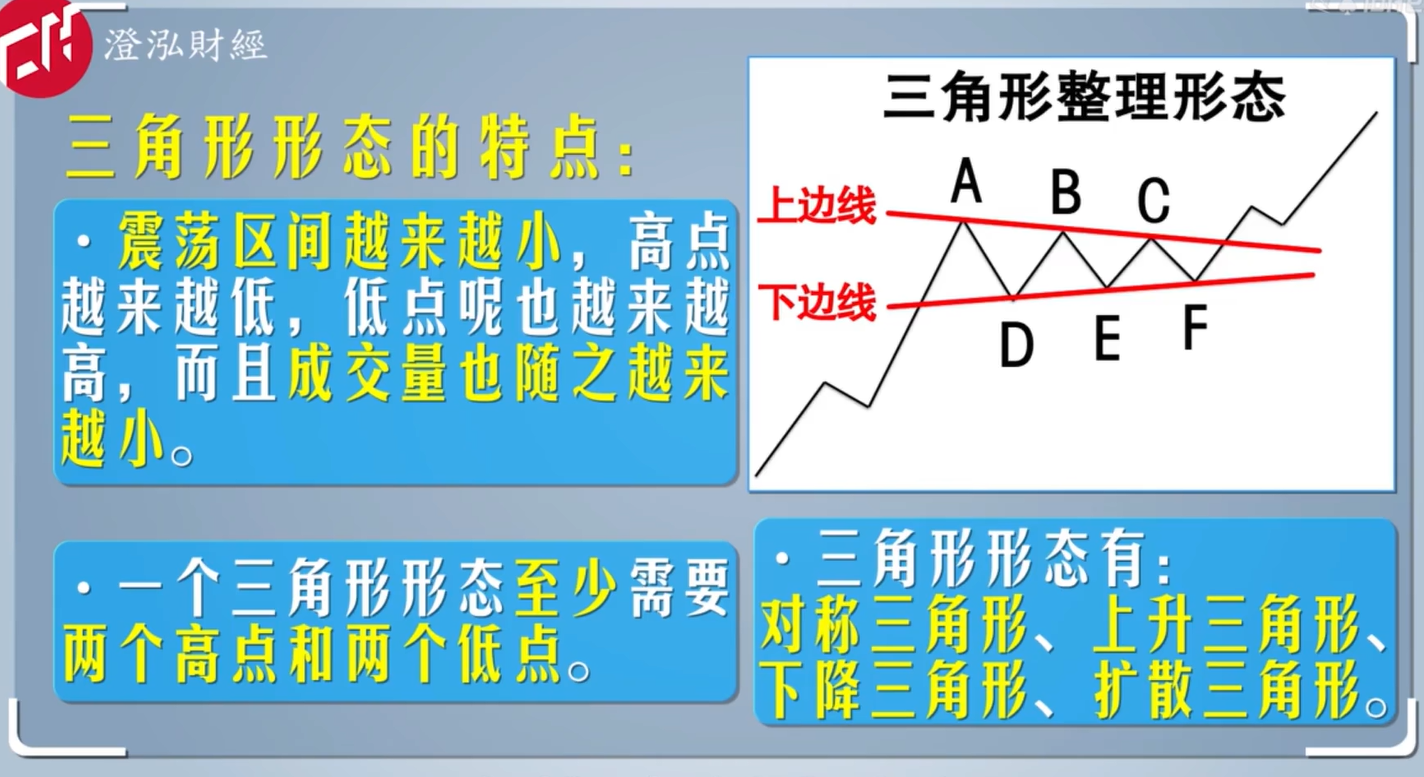 澄泓財經
三角形形态的特点：
·震荡区间越来越小，高点
越来越低，低点呢也越来越
高，而且成交量也随之越来
越小。
三角形整理形态
A
B
C
上边线
下边线
D
E
F
·一个三角形形态至少需要
两个高点和两个低点。
·三角形形态有：
对称三角形、上升三角形、
下降三角形、扩散三角形。